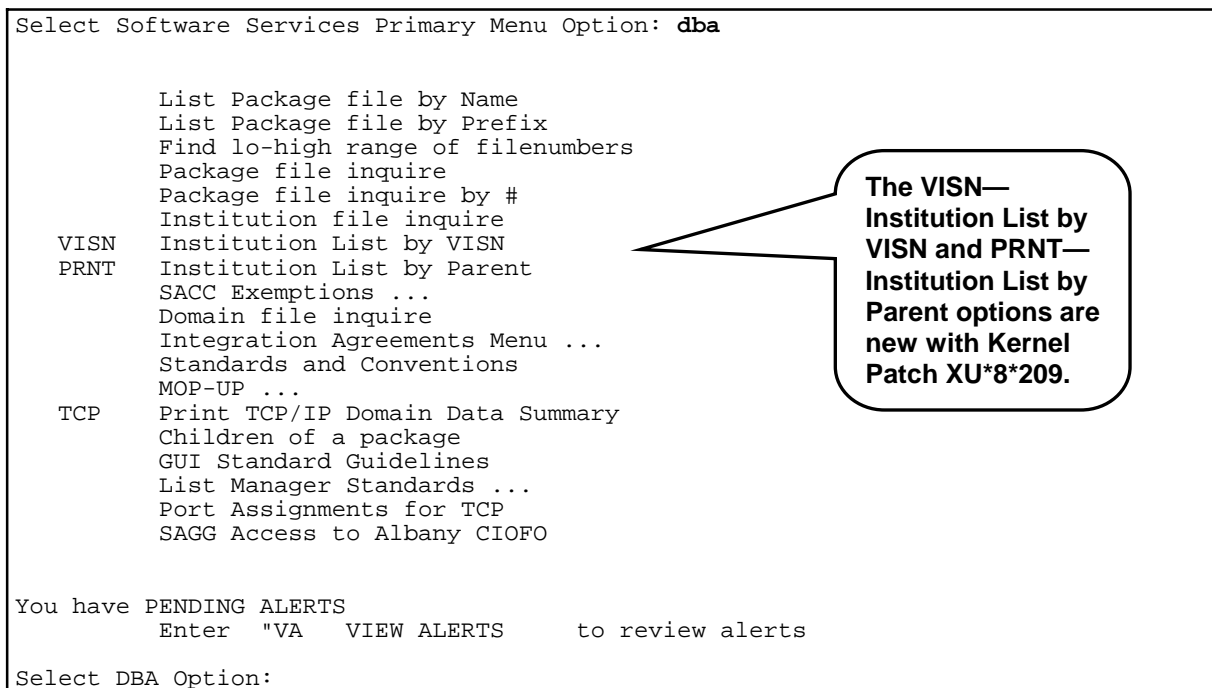 Select Software Services Primary Menu Option: dba
List Package file by Name
List Package file by Prefix
Find lo-high range of filenumbers
Package file inquire
Package file inquire by #
Institution file inquire
VISN Institution List by VISN
PRNT Institution List by Parent
SACC Exemptions ...
Domain file inquire
Integration Agreements Menu ...
Standards and Conventions
MOP-UP ...
TCP Print TCP/IP Domain Data Summary
Children of a package
GUI Standard Guidelines
List Manager Standards ...
Port Assignments for TCP
SAGG Access to Albany CIOFO
The VISN—
Institution List by
VISN and PRNT—
Institution List by
Parent options are
new with Kernel
Patch XU*8*209.
You have PENDING ALERTS
Enter "VA VIEW ALERTS to review alerts
Select DBA Option: